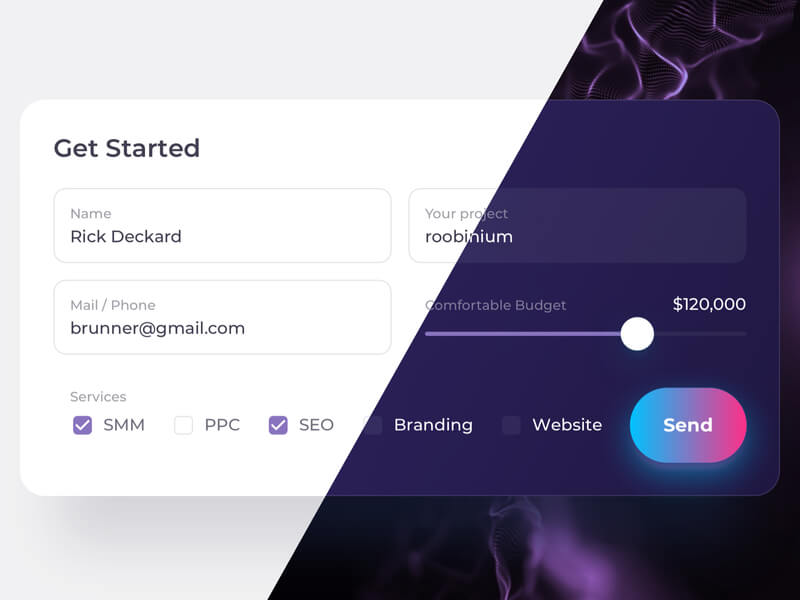 Get Started
Name
Rick Deckard
Your project
roobinium
Mail / Phone
brunner@gmail.com
Comfortable Budget
$120,000
Services
SMM
PPC
SEO
Branding
Website
Send